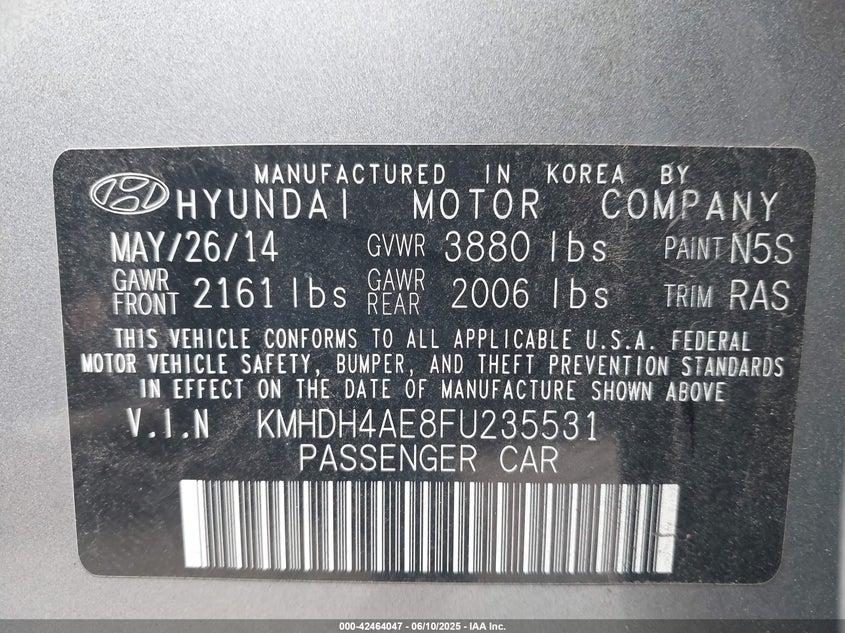 MANUFACTURED IN KOREA BY
HYUNDAI MOTOR COMPANY
MAY/26/14 GVWR 3880 lbs PAINT N5S
GAWR FRONT 2161 lbs GAWR REAR 2006 lbs TRIM RAS
THIS VEHICLE CONFORMS TO ALL APPLICABLE U.S.A. FEDERAL
MOTOR VEHICLE SAFETY, BUMPER, AND THEFT PREVENTION STANDARDS
IN EFFECT ON THE DATE OF MANUFACTURE SHOWN ABOVE
V.I.N KMHDH4AE8FU235531
PASSENGER CAR
000-42464047 - 06/10/2025 - IAA Inc.